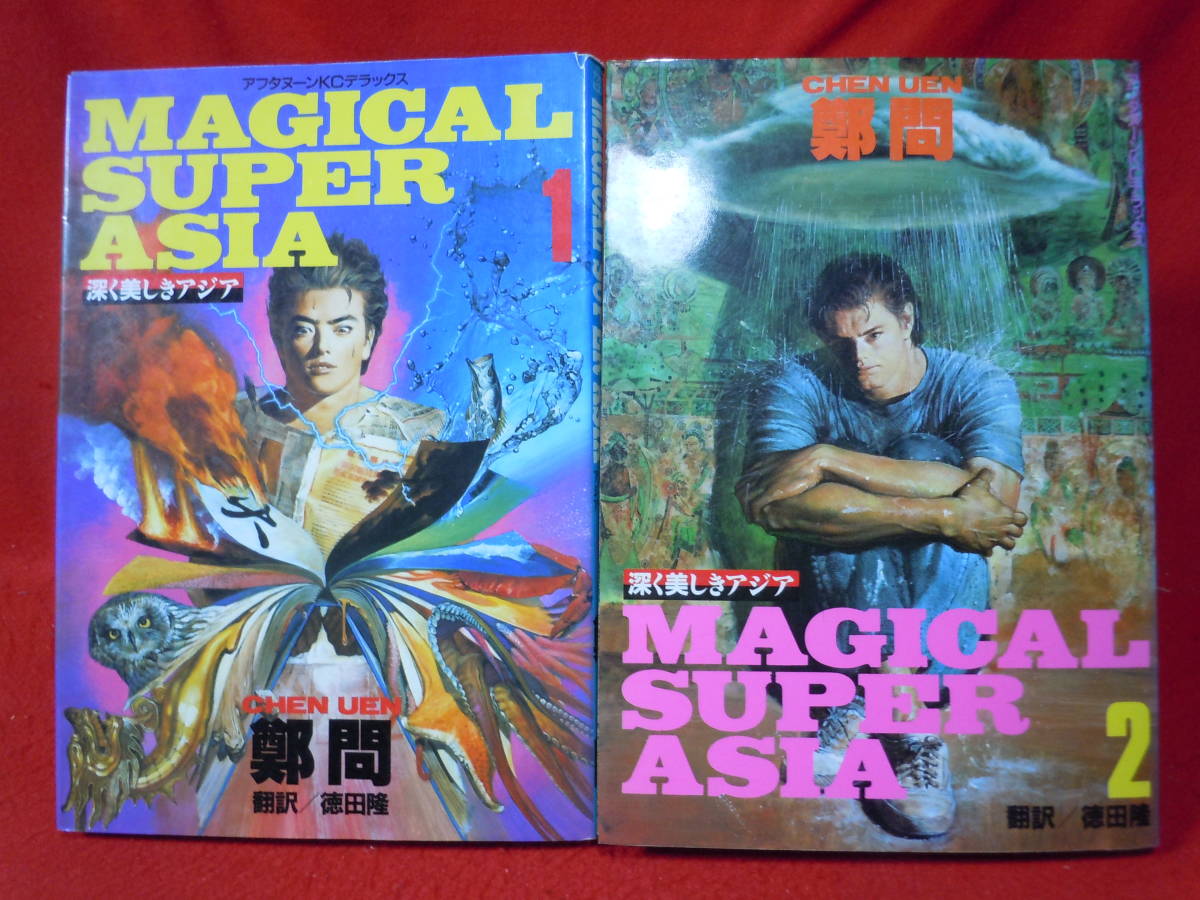 アフタヌーンKCデラックス
MAGICAL
SUPER
ASIA
1
深く美しきアジア
火
CHEN UEN
鄭問
翻訳/徳田隆
CHEN UEN
鄭問
深く美しきアジア
MAGICAL
SUPER
ASIA
2
翻訳/徳田隆